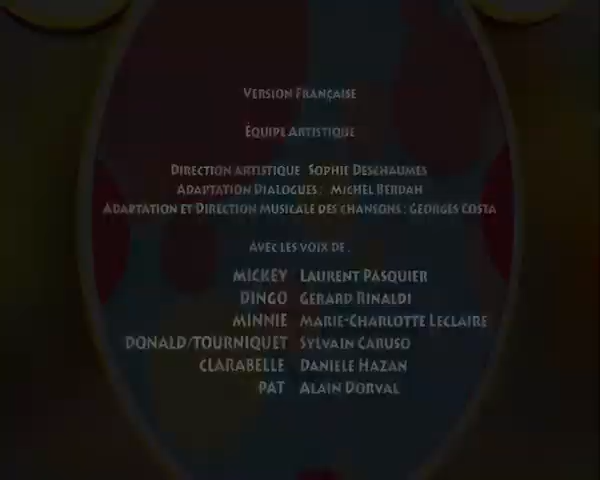 Version Française
Équipe Artistique
Direction artistique Sophie Deschaumes
Adaptation Dialogues: Michel Berdah
Adaptation et Direction musicale des chansons: Georges Costa
Avec les voix de:
MICKEY Laurent Pasquier
DINGO Gerard Rinaldi
MINNIE Marie-Charlotte Leclaire
DONALD/TOURNIQUET Sylvain Caruso
CLARABELLE Daniele Hazan
PAT Alain Dorval